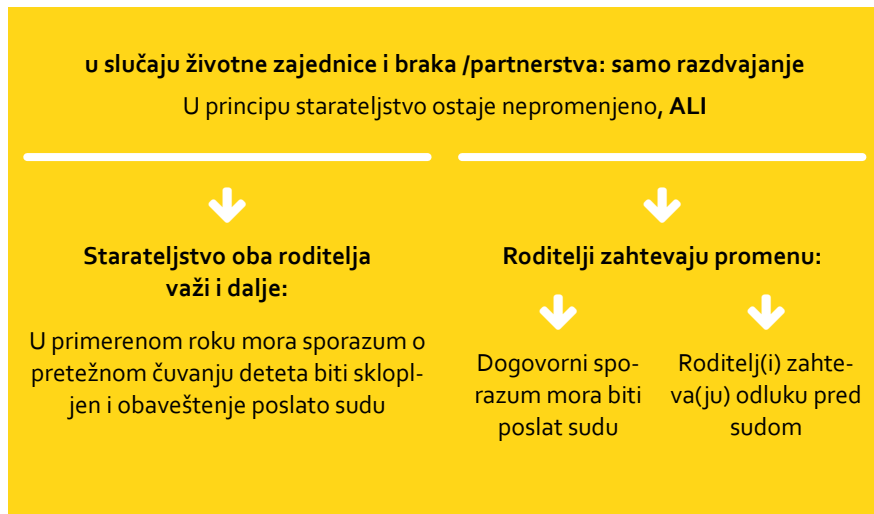 u slučaju životne zajednice i braka /partnerstva: samo razdvajanje
U principu starateljstvo ostaje nepromenjeno, ALI
Starateljstvo oba roditelja
važi i dalje:
U primerenom roku mora sporazum o
pretežnom čuvanju deteta biti sklopl-
jen i obaveštenje poslato sudu
Roditelji zahtevaju promenu:
Dogovorni spo-
razum mora biti
poslat sudu
Roditelj(i) zahte-
va(ju) odluku pred
sudom